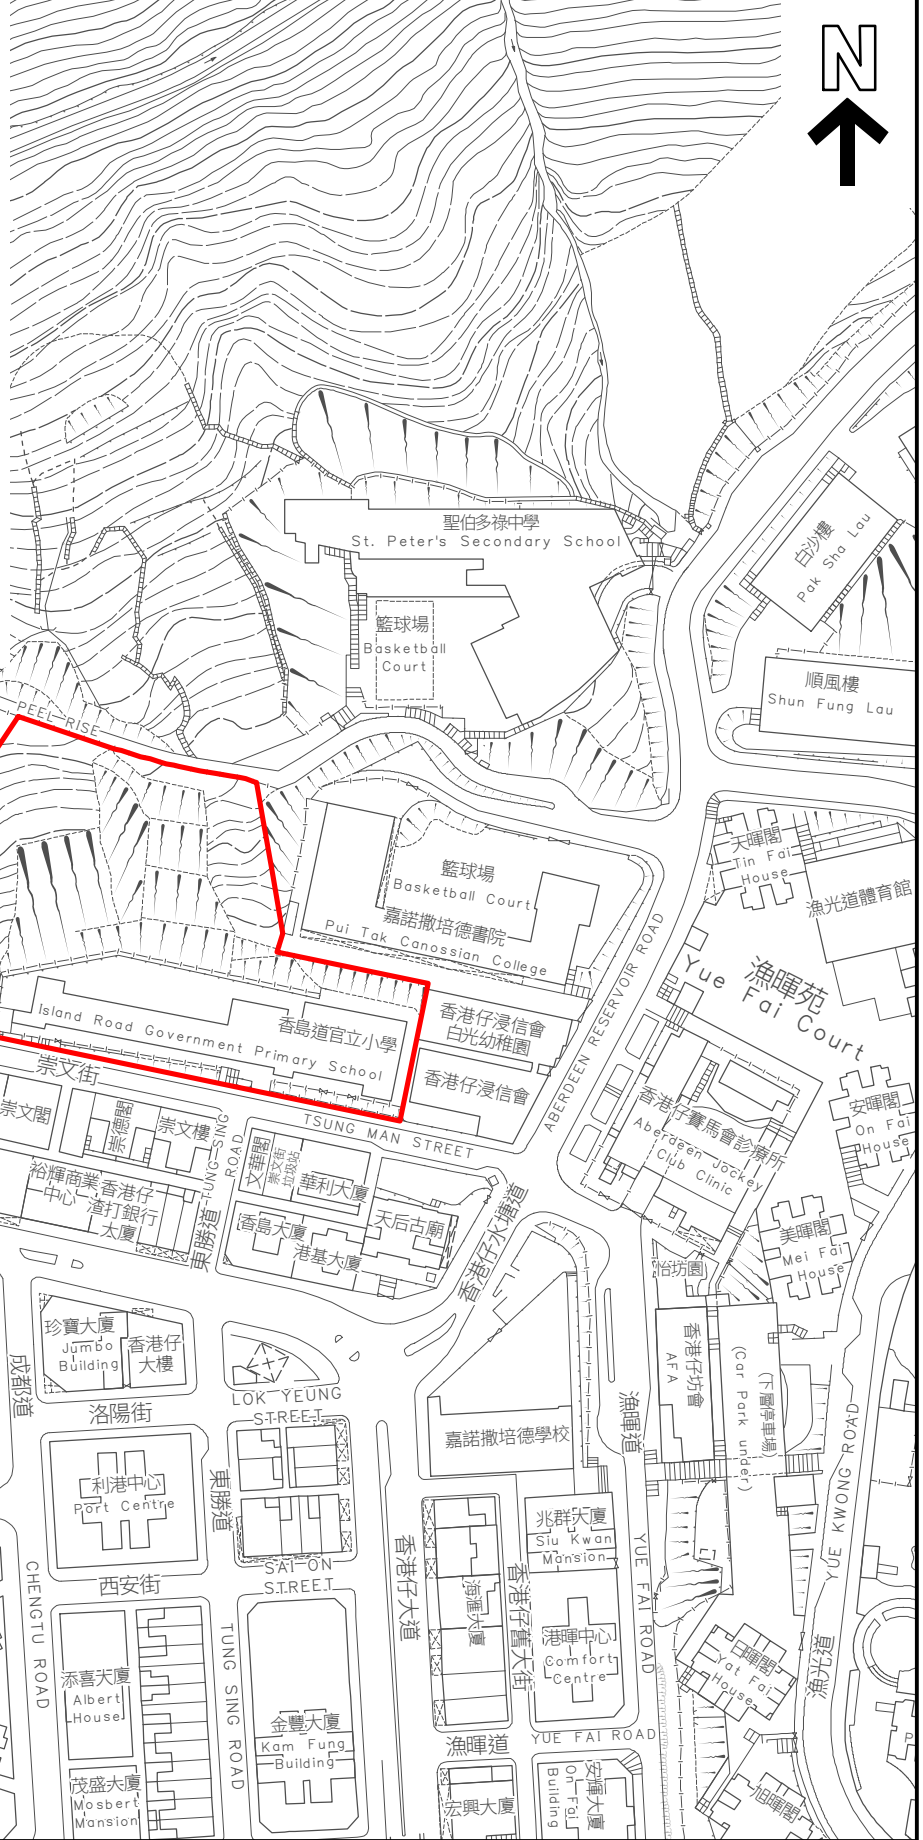 N
聖伯多祿中學
St. Peter's Secondary School
白沙樓
Pak Sha Lau
籃球場
Basketball
Court
順風樓
Shun Fung Lau
PEEL RISE
天暉閣
Tin Fai
House
籃球場
Basketball Court
漁光道體育館
嘉諾撒培德書院
Pui Tak Canossian College
ABERDEEN RESERVOIR ROAD
漁暉苑
Yue Fai Court
Island Road Government Primary School
香島道官立小學
香港仔浸信會
白光幼稚園
香港仔浸信會
崇文街
TSUNG MAN STREET
崇文閣
崇德閣
崇文樓
TUNG SING
ROAD
文華閣
崇文街
垃圾站
華利大廈
香港仔賽馬會診療所
Aberdeen Jockey
Club Clinic
安暉閣
On Fai
House
裕輝商業
中心
香港仔
渣打銀行
大廈
東勝道
香島大廈
港基大廈
天后古廟
香港仔水塘道
美暉閣
Mei Fai
House
怡坊園
珍寶大廈
Jumbo
Building
香港仔
大樓
成都道
洛陽街
LOK YEUNG
STREET
香港仔坊會
AFA
(下層停車場)
(Car Park under)
漁暉道
嘉諾撒培德學校
利港中心
Port Centre
東勝道
西安街
SAI ON
STREET
香港仔大道
兆群大廈
Siu Kwan
Mansion
YUE KWONG ROAD
YUE FAI ROAD
CHENGTU ROAD
TUNG SING ROAD
海滙大廈
香港仔舊大街
港暉中心
Comfort
Centre
日暉閣
Yat Fai
House
漁光道
添喜大廈
Albert
House
金豐大廈
Kam Fung
Building
漁暉道
YUE FAI ROAD
茂盛大廈
Mosbert
Mansion
宏興大廈
安輝大廈
On Fai
Building
旭暉閣